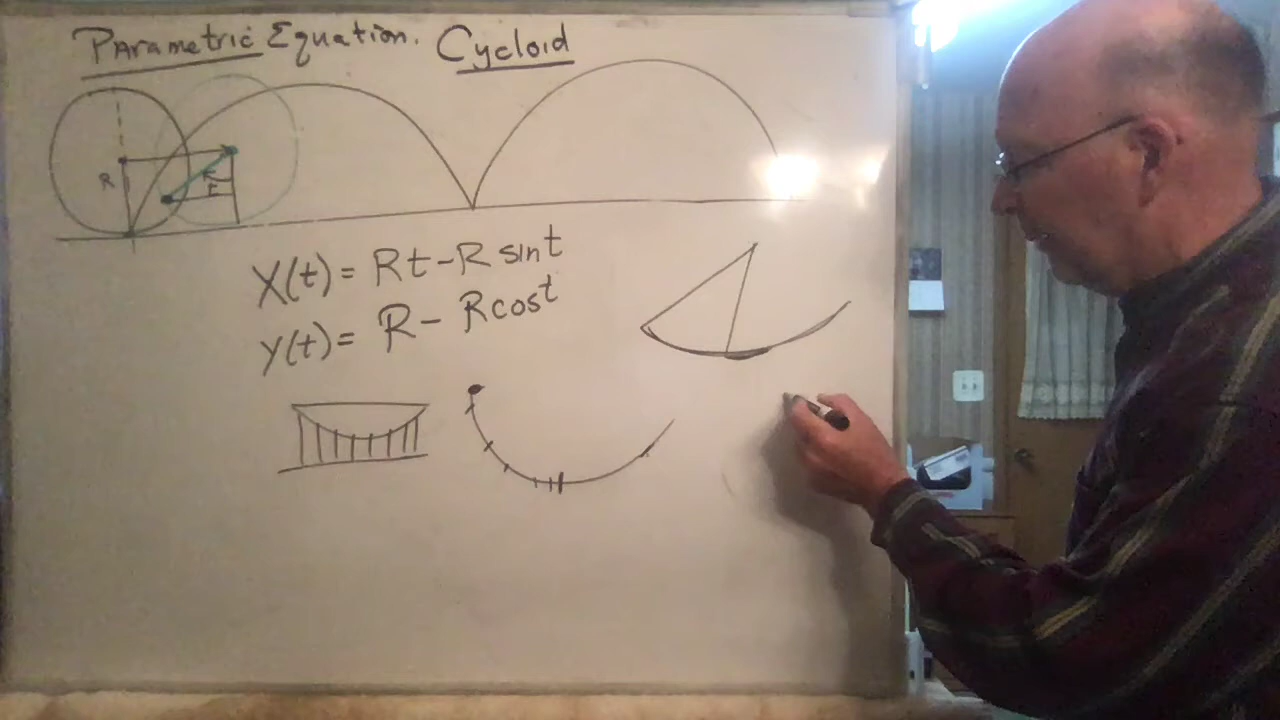 Parametric Equation. Cycloid
R
t
X(t) = Rt - R sin t
y(t) = R - R cos t